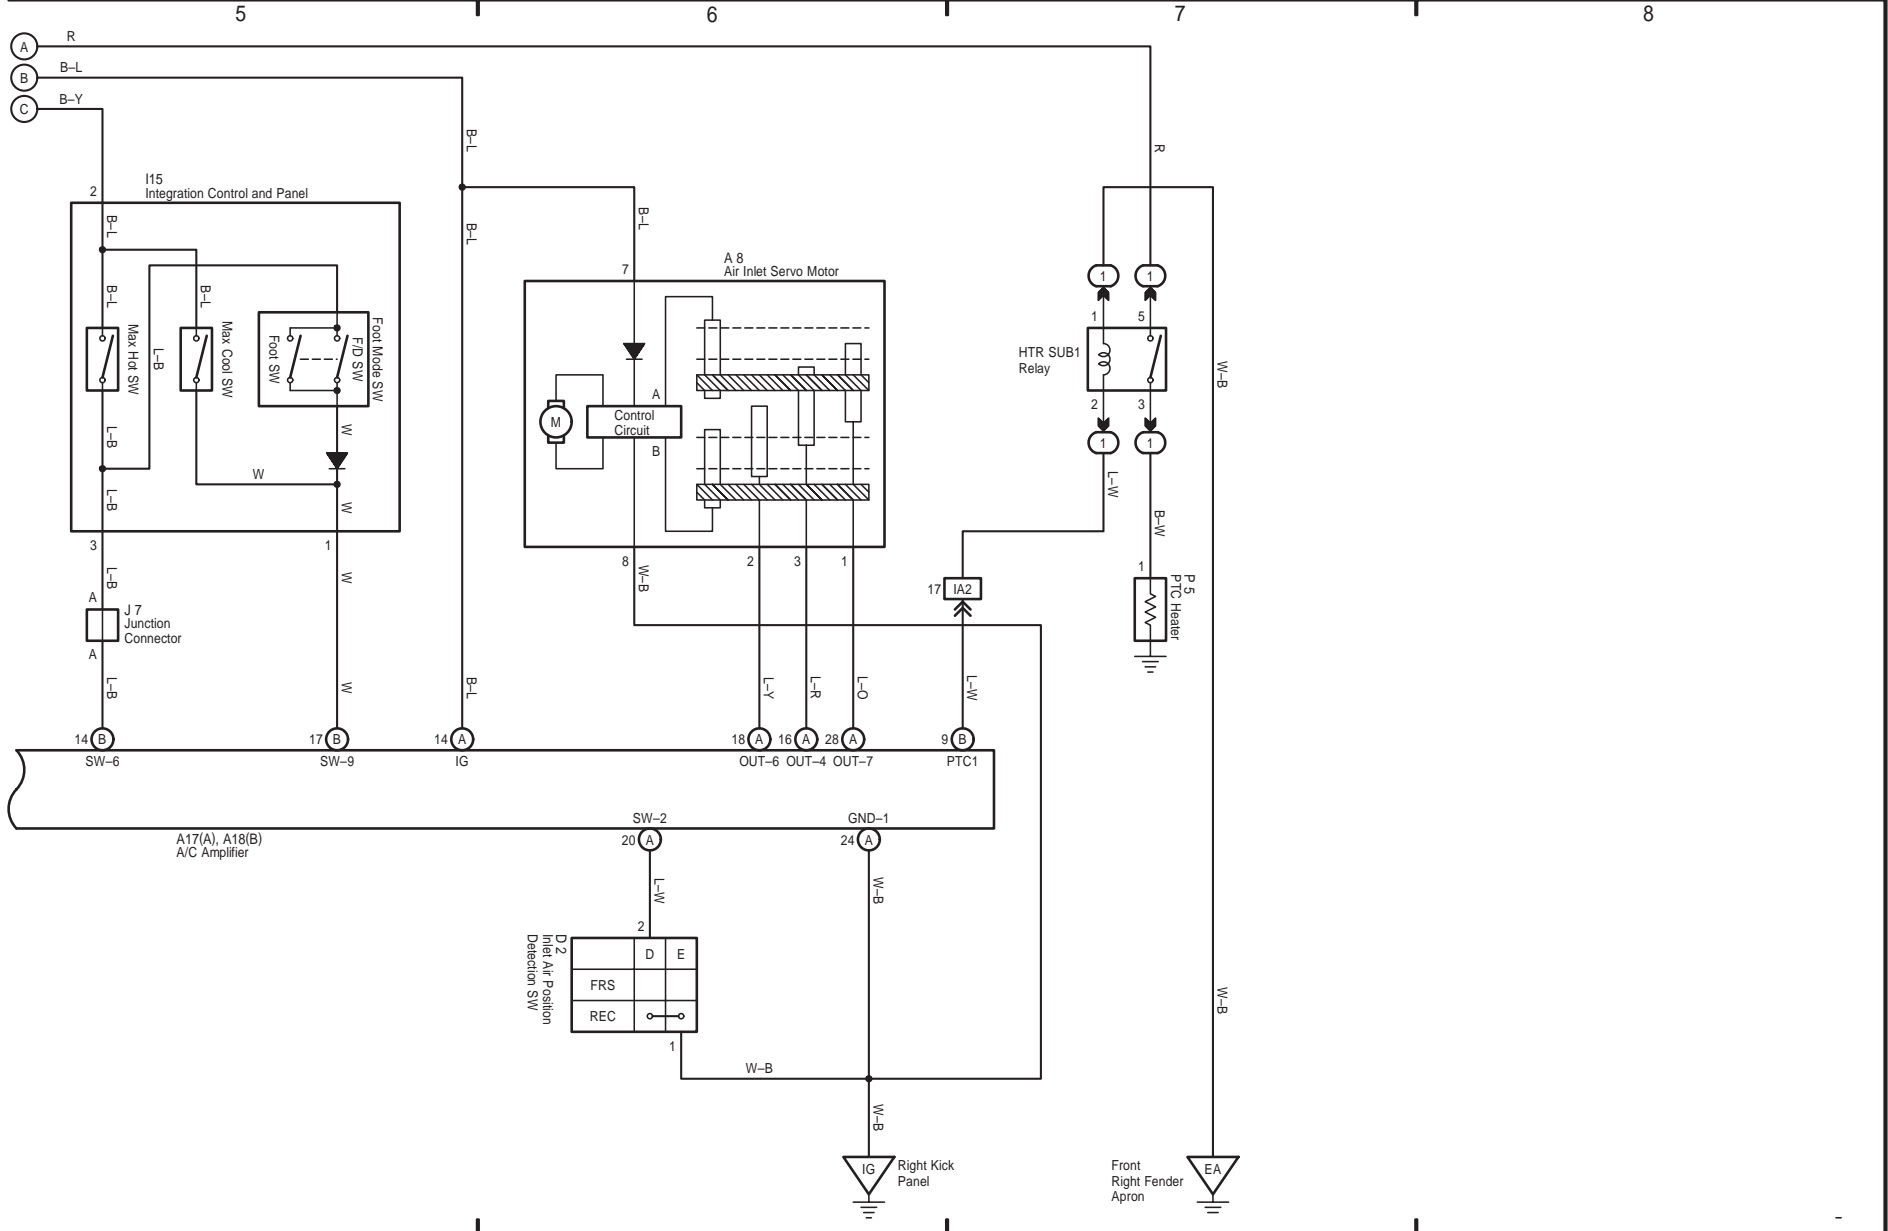 5 6 7 8
A R
B B–L
C B–Y
B–L
R
I15
Integration Control and Panel
2
B–L
B–L
B–L
A 8
Air Inlet Servo Motor
7
B–L
1 1
B–L
B–L
Max Hot SW
L–B
Max Cool SW
Foot SW
F/D SW
Foot Mode SW
1 5
HTR SUB1
Relay
W–B
2 3
1 1
M
A
Control
Circuit
B
L–B
W
W
L–B
W
L–W
B–W
3 1
8 2 3 1
W–B
L–B
W
17 IA2
1
P 5
PTC Heater
A
J 7
Junction
Connector
A
L–B
W
B–L
L–Y
L–R
L–O
L–W
14 B 17 B 14 A 18 A 16 A 28 A 9 B
SW–6 SW–9 IG OUT–6 OUT–4 OUT–7 PTC1
SW–2 GND–1
A17(A), A18(B)
A/C Amplifier
20 A 24 A
L–W
W–B
2
D 2
Inlet Air Position
Detection SW
D E
FRS
REC
1
W–B
W–B
W–B
IG
Right Kick
Panel
Front
Right Fender
Apron
EA
–